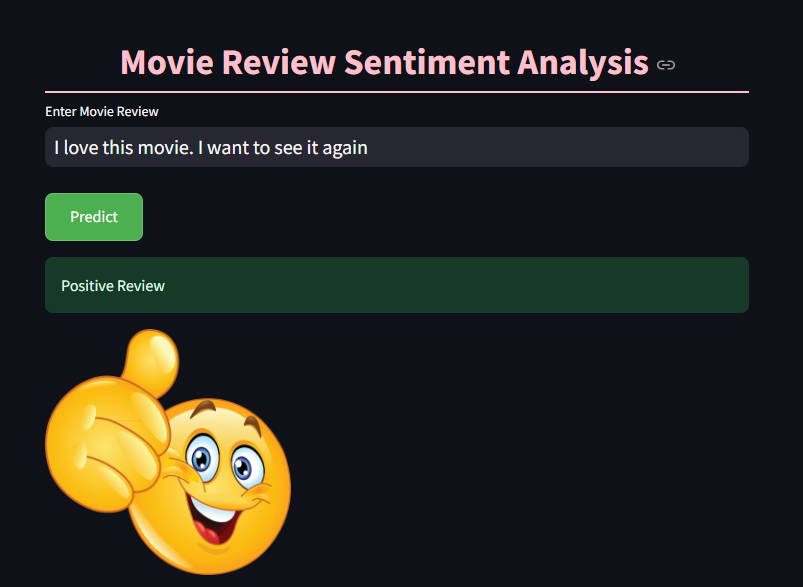 Movie Review Sentiment Analysis
Enter Movie Review
I love this movie. I want to see it again
Predict
Positive Review